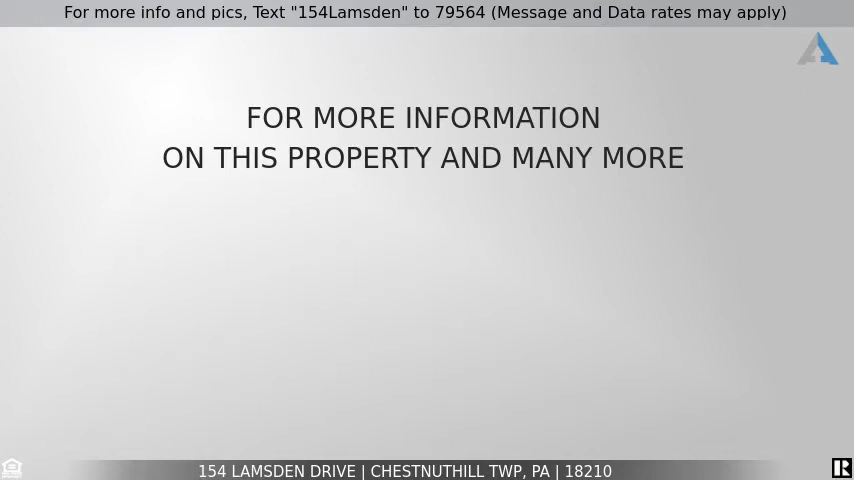 For more info and pics, Text "154Lamsden" to 79564 (Message and Data rates may apply)
FOR MORE INFORMATION
ON THIS PROPERTY AND MANY MORE
154 LAMSDEN DRIVE | CHESTNUTHILL TWP, PA | 18210